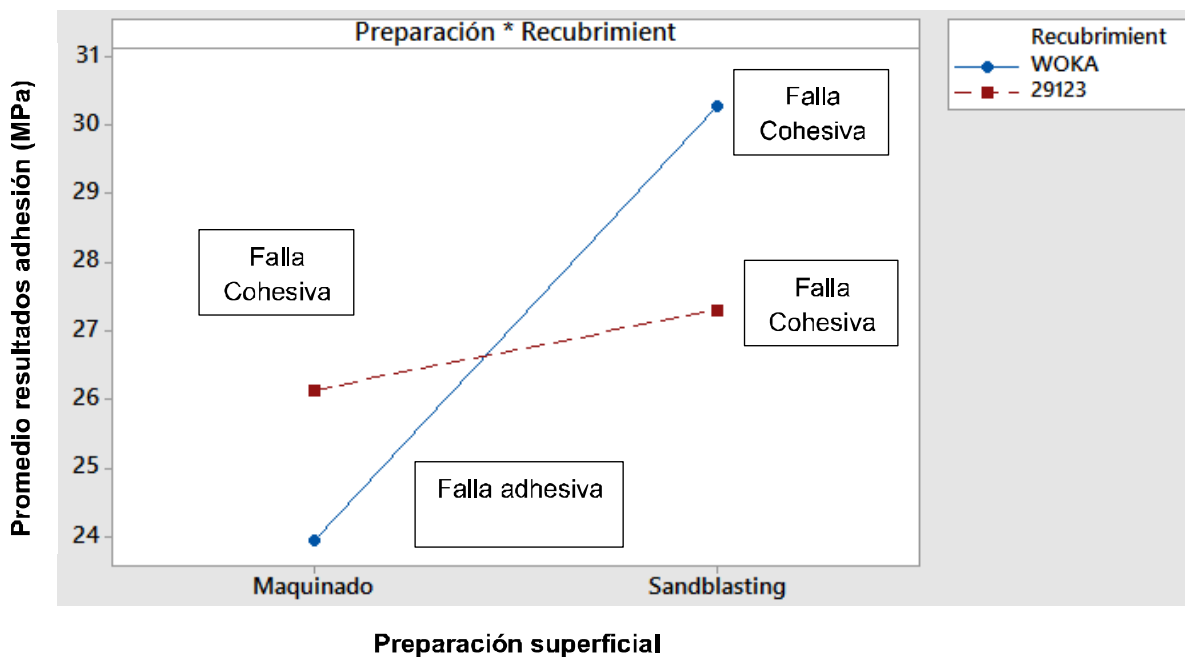 Preparación * Recubrimient
Promedio resultados adhesión (MPa)
31
30
29
28
27
26
25
24
Falla
Cohesiva
Falla
Cohesiva
Falla
Cohesiva
Falla adhesiva
Maquinado
Sandblasting
Preparación superficial
Recubrimient
WOKA
29123